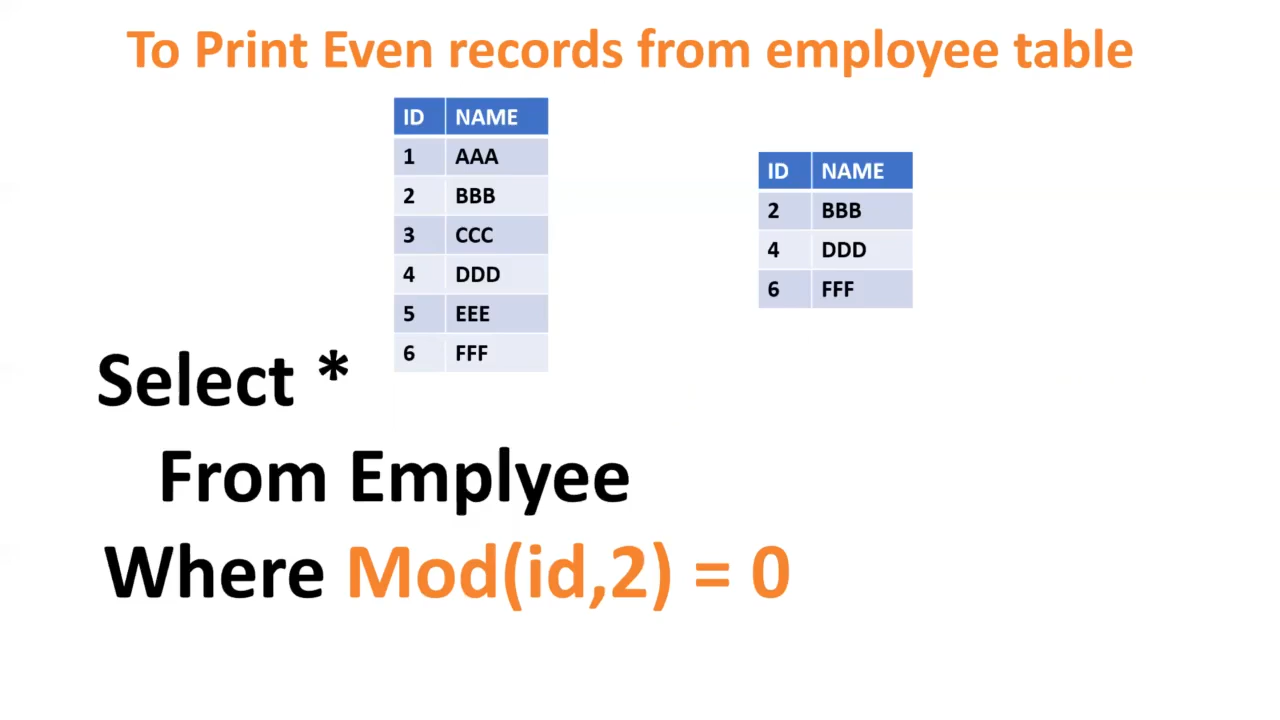 To Print Even records from employee table
ID NAME
1 AAA
2 BBB
3 CCC
4 DDD
5 EEE
6 FFF
ID NAME
2 BBB
4 DDD
6 FFF
Select *
From Emplyee
Where Mod(id,2) = 0